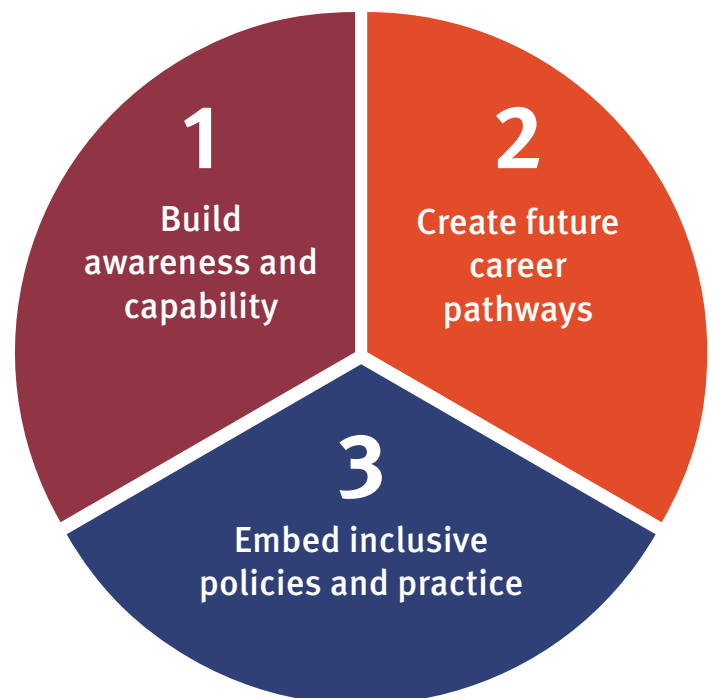 1
Build
awareness and
capability
2
Create future
career
pathways
3
Embed inclusive
policies and practice